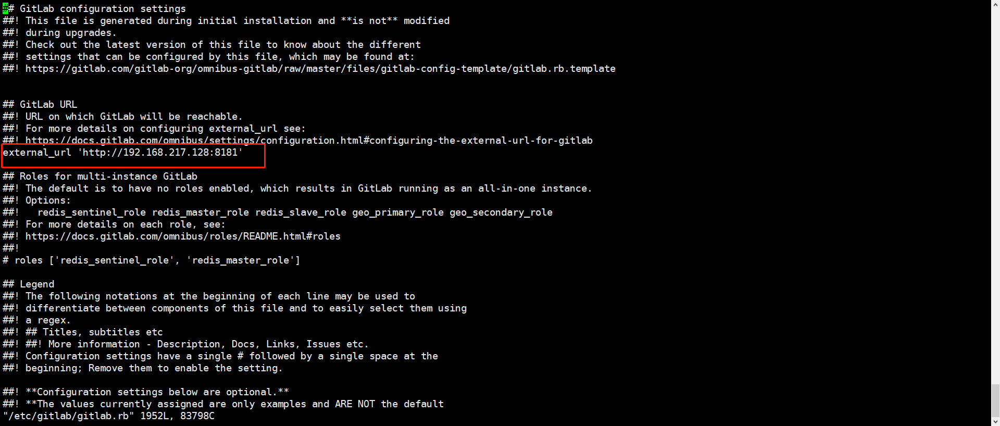 ## GitLab configuration settings
##! This file is generated during initial installation and **is not** modified
##! during upgrades.
##! Check out the latest version of this file to know about the different
##! settings that can be configured by this file, which may be found at:
##! https://gitlab.com/gitlab-org/omnibus-gitlab/raw/master/files/gitlab-config-template/gitlab.rb.template
## GitLab URL
##! URL on which GitLab will be reachable.
##! For more details on configuring external_url see:
##! https://docs.gitlab.com/omnibus/settings/configuration.html#configuring-the-external-url-for-gitlab
external_url 'http://192.168.217.128:8181'
## Roles for multi-instance GitLab
##! The default is to have no roles enabled, which results in GitLab running as an all-in-one instance.
##! Options:
##!   redis_sentinel_role redis_master_role redis_slave_role geo_primary_role geo_secondary_role
##! For more details on each role, see:
##! https://docs.gitlab.com/omnibus/roles/README.html#roles
##!
# roles ['redis_sentinel_role', 'redis_master_role']
## Legend
##! The following notations at the beginning of each line may be used to
##! differentiate between components of this file and to easily select them using
##! a regex.
##! ## Titles, subtitles etc
##! ##! More information - Description, Docs, Links, Issues etc.
##! Configuration settings have a single # followed by a single space at the
##! beginning; Remove them to enable the setting.
##! **Configuration settings below are optional.**
##! **The values currently assigned are only examples and ARE NOT the default
"/etc/gitlab/gitlab.rb" 1952L, 83798C